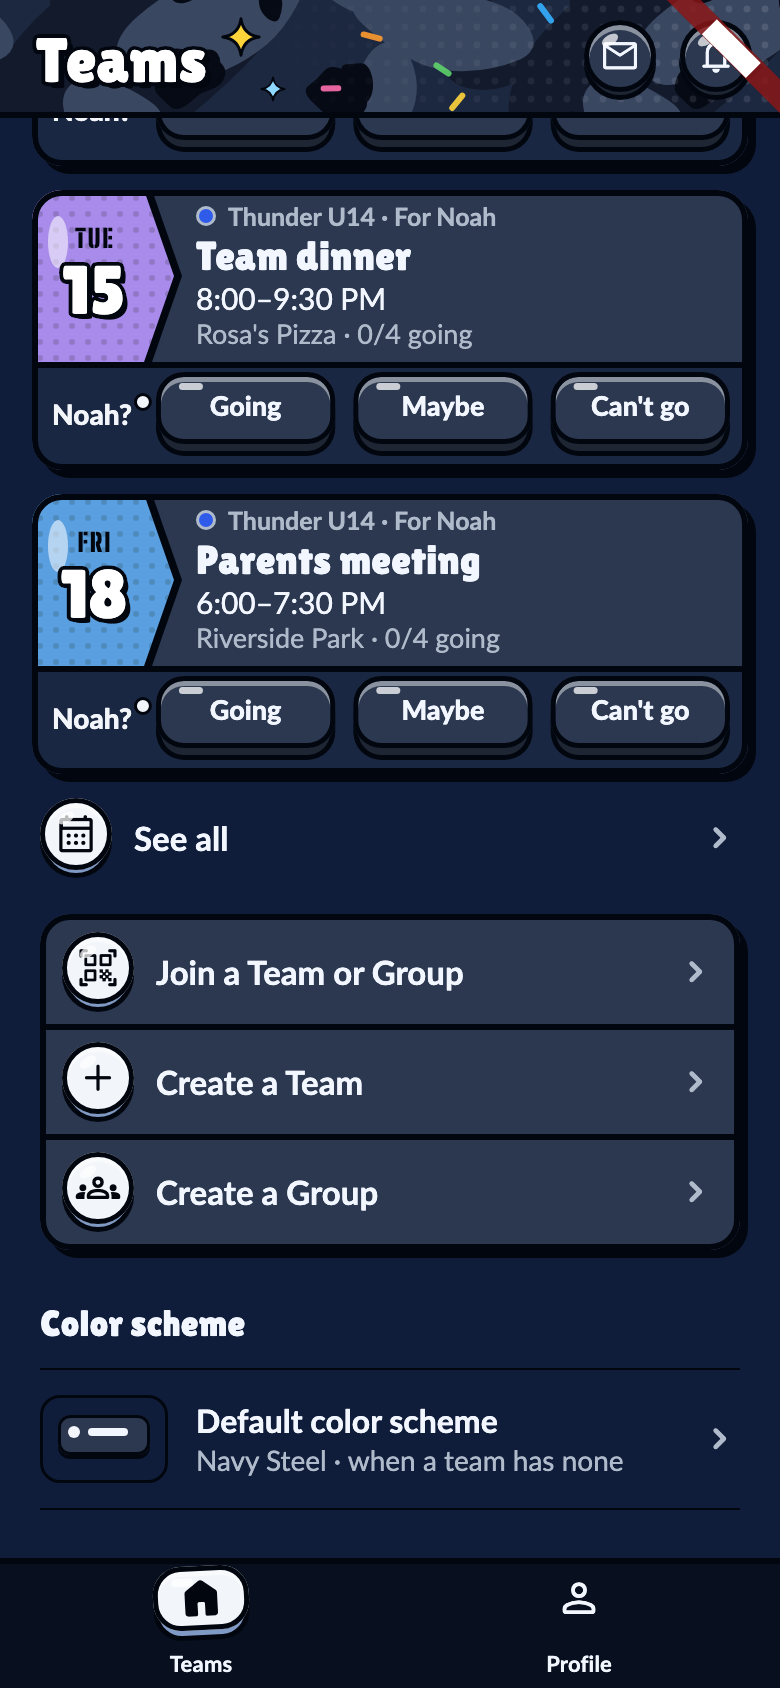 Teams
Noah?
TUE
15
Thunder U14 · For Noah
Team dinner
8:00–9:30 PM
Rosa's Pizza · 0/4 going
Noah?
Going
Maybe
Can't go
FRI
18
Thunder U14 · For Noah
Parents meeting
6:00–7:30 PM
Riverside Park · 0/4 going
Noah?
Going
Maybe
Can't go
See all
Join a Team or Group
Create a Team
Create a Group
Color scheme
Default color scheme
Navy Steel · when a team has none
Teams
Profile